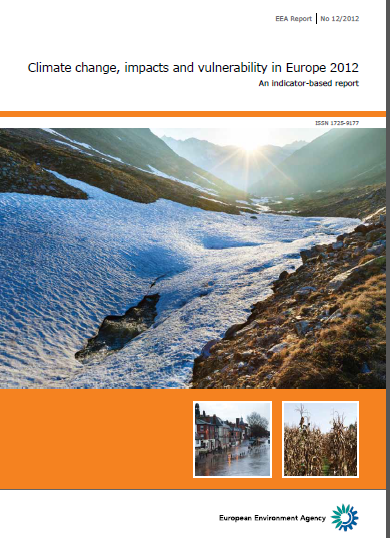 EEA Report | No 12/2012
Climate change, impacts and vulnerability in Europe 2012
An indicator-based report
ISSN 1725-9177
European Environment Agency